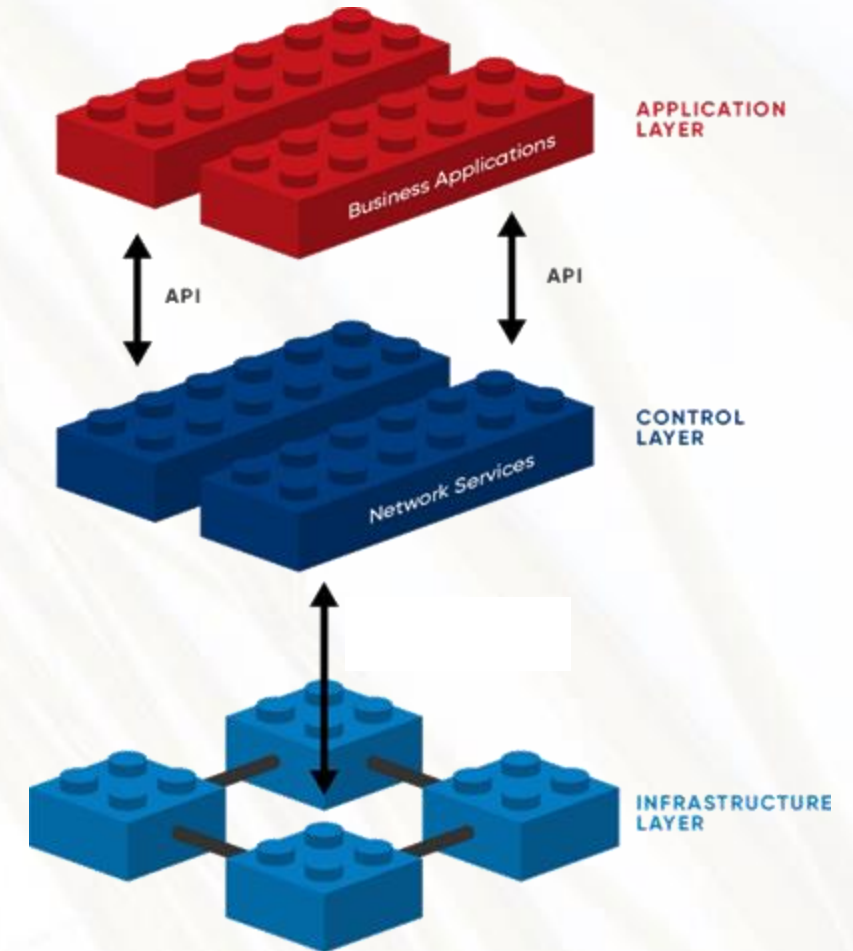 APPLICATION
LAYER
Business Applications
API
API
CONTROL
LAYER
Network Services
INFRASTRUCTURE
LAYER